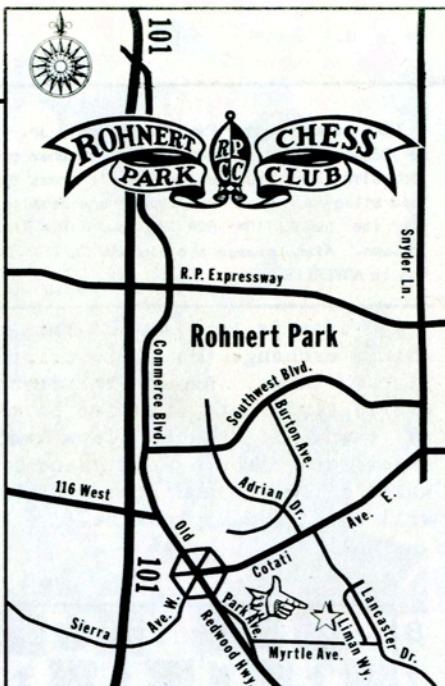 101
ROHNERT PARK
RPCC
CHESS CLUB
Snyder Ln.
R.P. Expressway
Rohnert Park
Commerce Blvd.
Southwest Blvd.
Burton Ave.
Adrian Dr.
116 West
Old Redwood Hwy.
Cotati Ave. E.
101
Sierra Ave. W.
Park Ave.
Liman Wy.
Lancaster Dr.
Myrtle Ave.